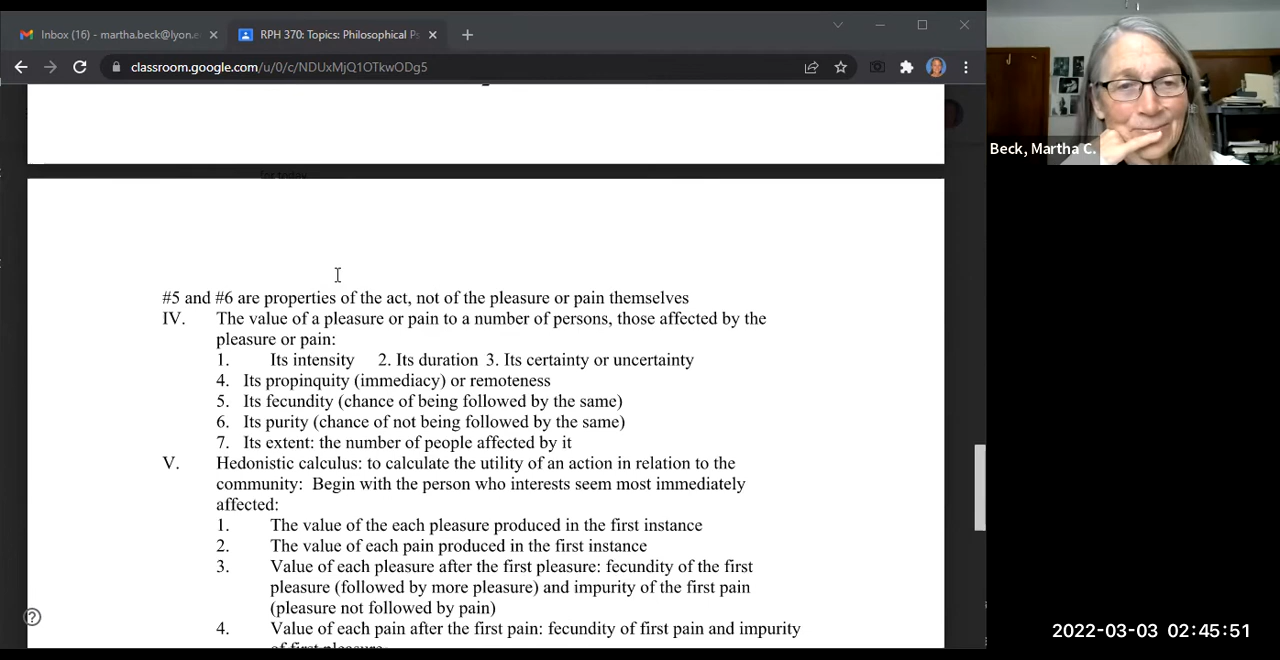 Inbox (16) - martha.beck@lyon.e
RPH 370: Topics: Philosophical Ps
classroom.google.com/u/0/c/NDUxMjQ1OTkwODg5
Beck, Martha C.
for today
#5 and #6 are properties of the act, not of the pleasure or pain themselves
IV. The value of a pleasure or pain to a number of persons, those affected by the
pleasure or pain:
1. Its intensity 2. Its duration 3. Its certainty or uncertainty
4. Its propinquity (immediacy) or remoteness
5. Its fecundity (chance of being followed by the same)
6. Its purity (chance of not being followed by the same)
7. Its extent: the number of people affected by it
V. Hedonistic calculus: to calculate the utility of an action in relation to the
community: Begin with the person who interests seem most immediately
affected:
1. The value of the each pleasure produced in the first instance
2. The value of each pain produced in the first instance
3. Value of each pleasure after the first pleasure: fecundity of the first
pleasure (followed by more pleasure) and impurity of the first pain
(pleasure not followed by pain)
4. Value of each pain after the first pain: fecundity of first pain and impurity
of first pleasure
2022-03-03 02:45:51